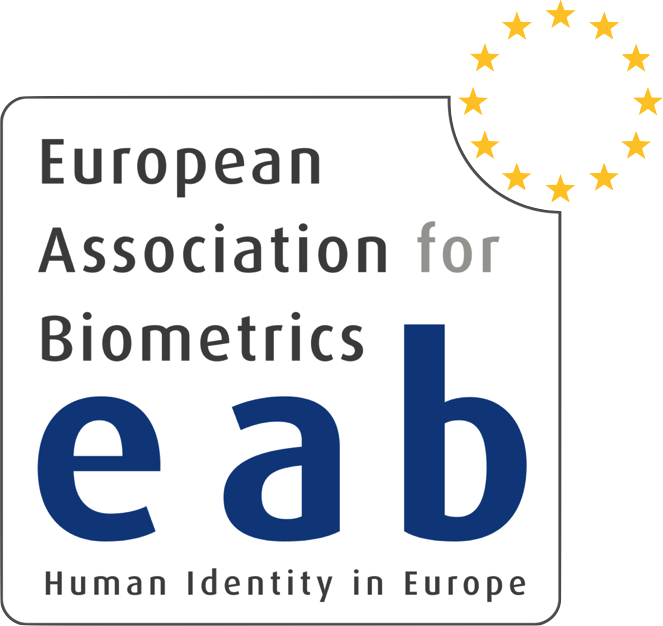 European
Association for
Biometrics
eab
Human Identity in Europe